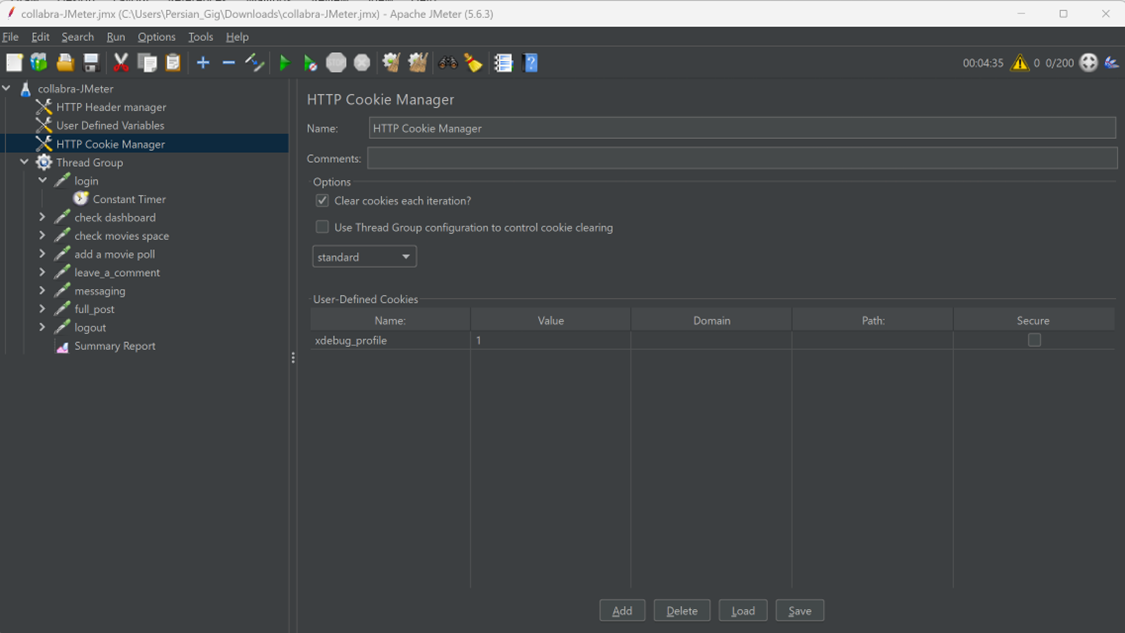 collabra-JMeter.jmx (C:\Users\Persian_Gig\Downloads\collabra-JMeter.jmx) - Apache JMeter (5.6.3)
File Edit Search Run Options Tools Help
00:04:35 0 0/200
collabra-JMeter
HTTP Header manager
User Defined Variables
HTTP Cookie Manager
Thread Group
login
Constant Timer
check dashboard
check movies space
add a movie poll
leave_a_comment
messaging
full_post
logout
Summary Report
HTTP Cookie Manager
Name: HTTP Cookie Manager
Comments:
Options
Clear cookies each iteration?
Use Thread Group configuration to control cookie clearing
standard
User-Defined Cookies
Name: Value Domain Path: Secure
xdebug_profile 1
Add Delete Load Save